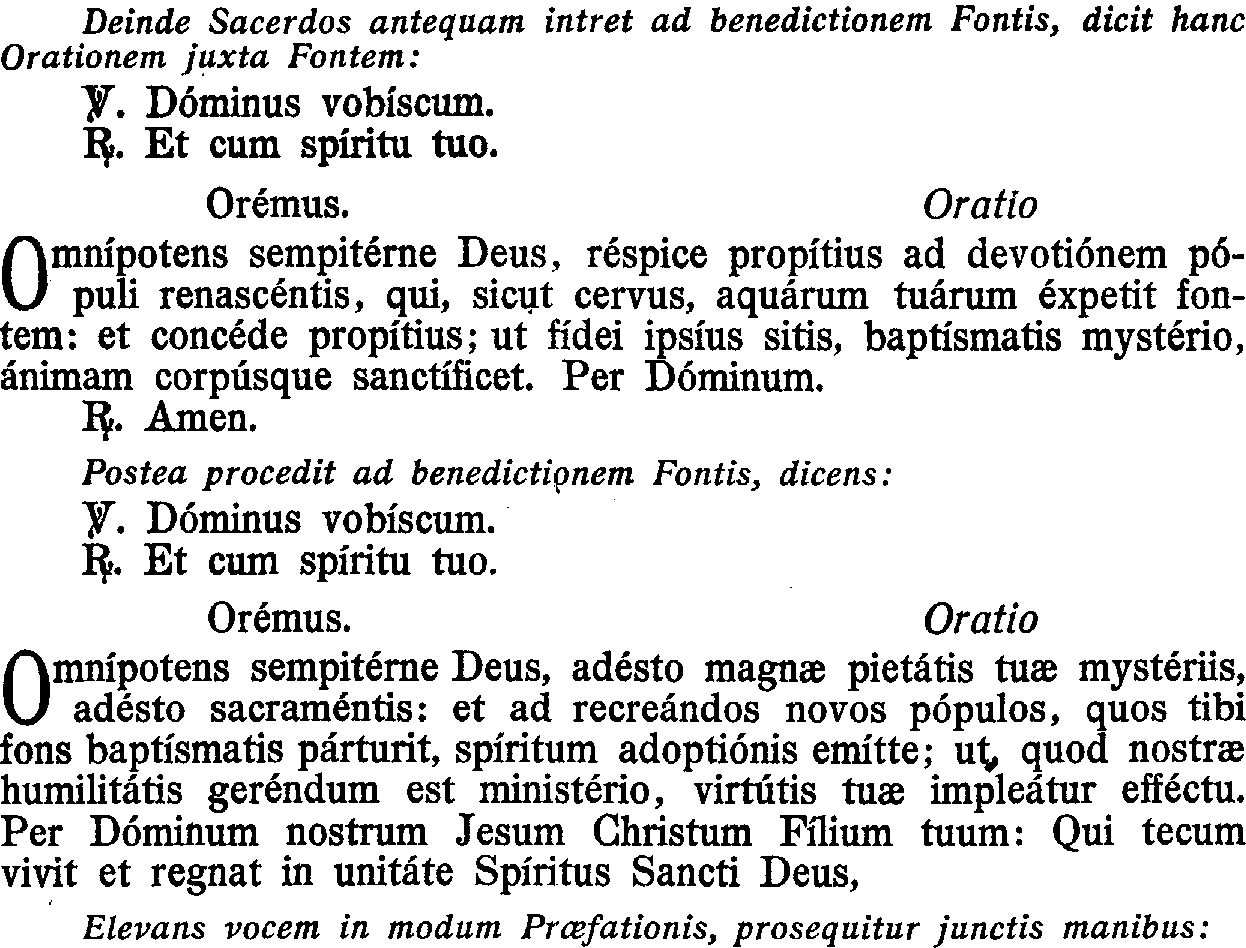 Deinde Sacerdos antequam intret ad benedictionem Fontis, dicit hanc
Orationem juxta Fontem:
℣. Dóminus vobíscum.
℟. Et cum spíritu tuo.
Orémus. Oratio
Omnípotens sempitérne Deus, réspice propítius ad devotiónem pó-
puli renascéntis, qui, sicut cervus, aquárum tuárum éxpetit fon-
tem: et concéde propítius; ut fídei ipsíus sitis, baptísmatis mystério,
ánimam corpúsque sanctíficet. Per Dóminum.
℟. Amen.
Postea procedit ad benedictionem Fontis, dicens:
℣. Dóminus vobíscum.
℟. Et cum spíritu tuo.
Orémus. Oratio
Omnípotens sempitérne Deus, adésto magnæ pietátis tuæ mystériis,
adésto sacraméntis: et ad recreándos novos pópulos, quos tibi
fons baptísmatis párturit, spíritum adoptiónis emítte; ut, quod nostræ
humilitátis geréndum est ministério, virtútis tuæ impleátur efféctu.
Per Dóminum nostrum Jesum Christum Fílium tuum: Qui tecum
vivit et regnat in unitáte Spíritus Sancti Deus,
Elevans vocem in modum Præfationis, prosequitur junctis manibus: